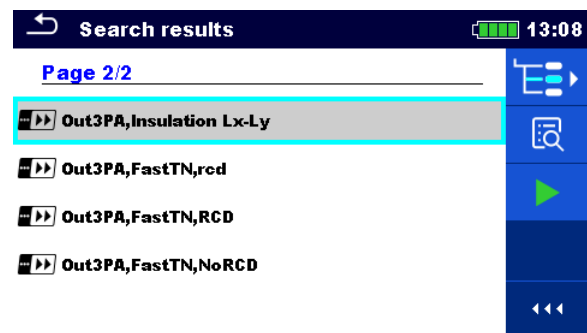 Search results
13:08
Page 2/2
Out3PA,Insulation Lx-Ly
Out3PA,FastTN,rcd
Out3PA,FastTN,RCD
Out3PA,FastTN,NoRCD